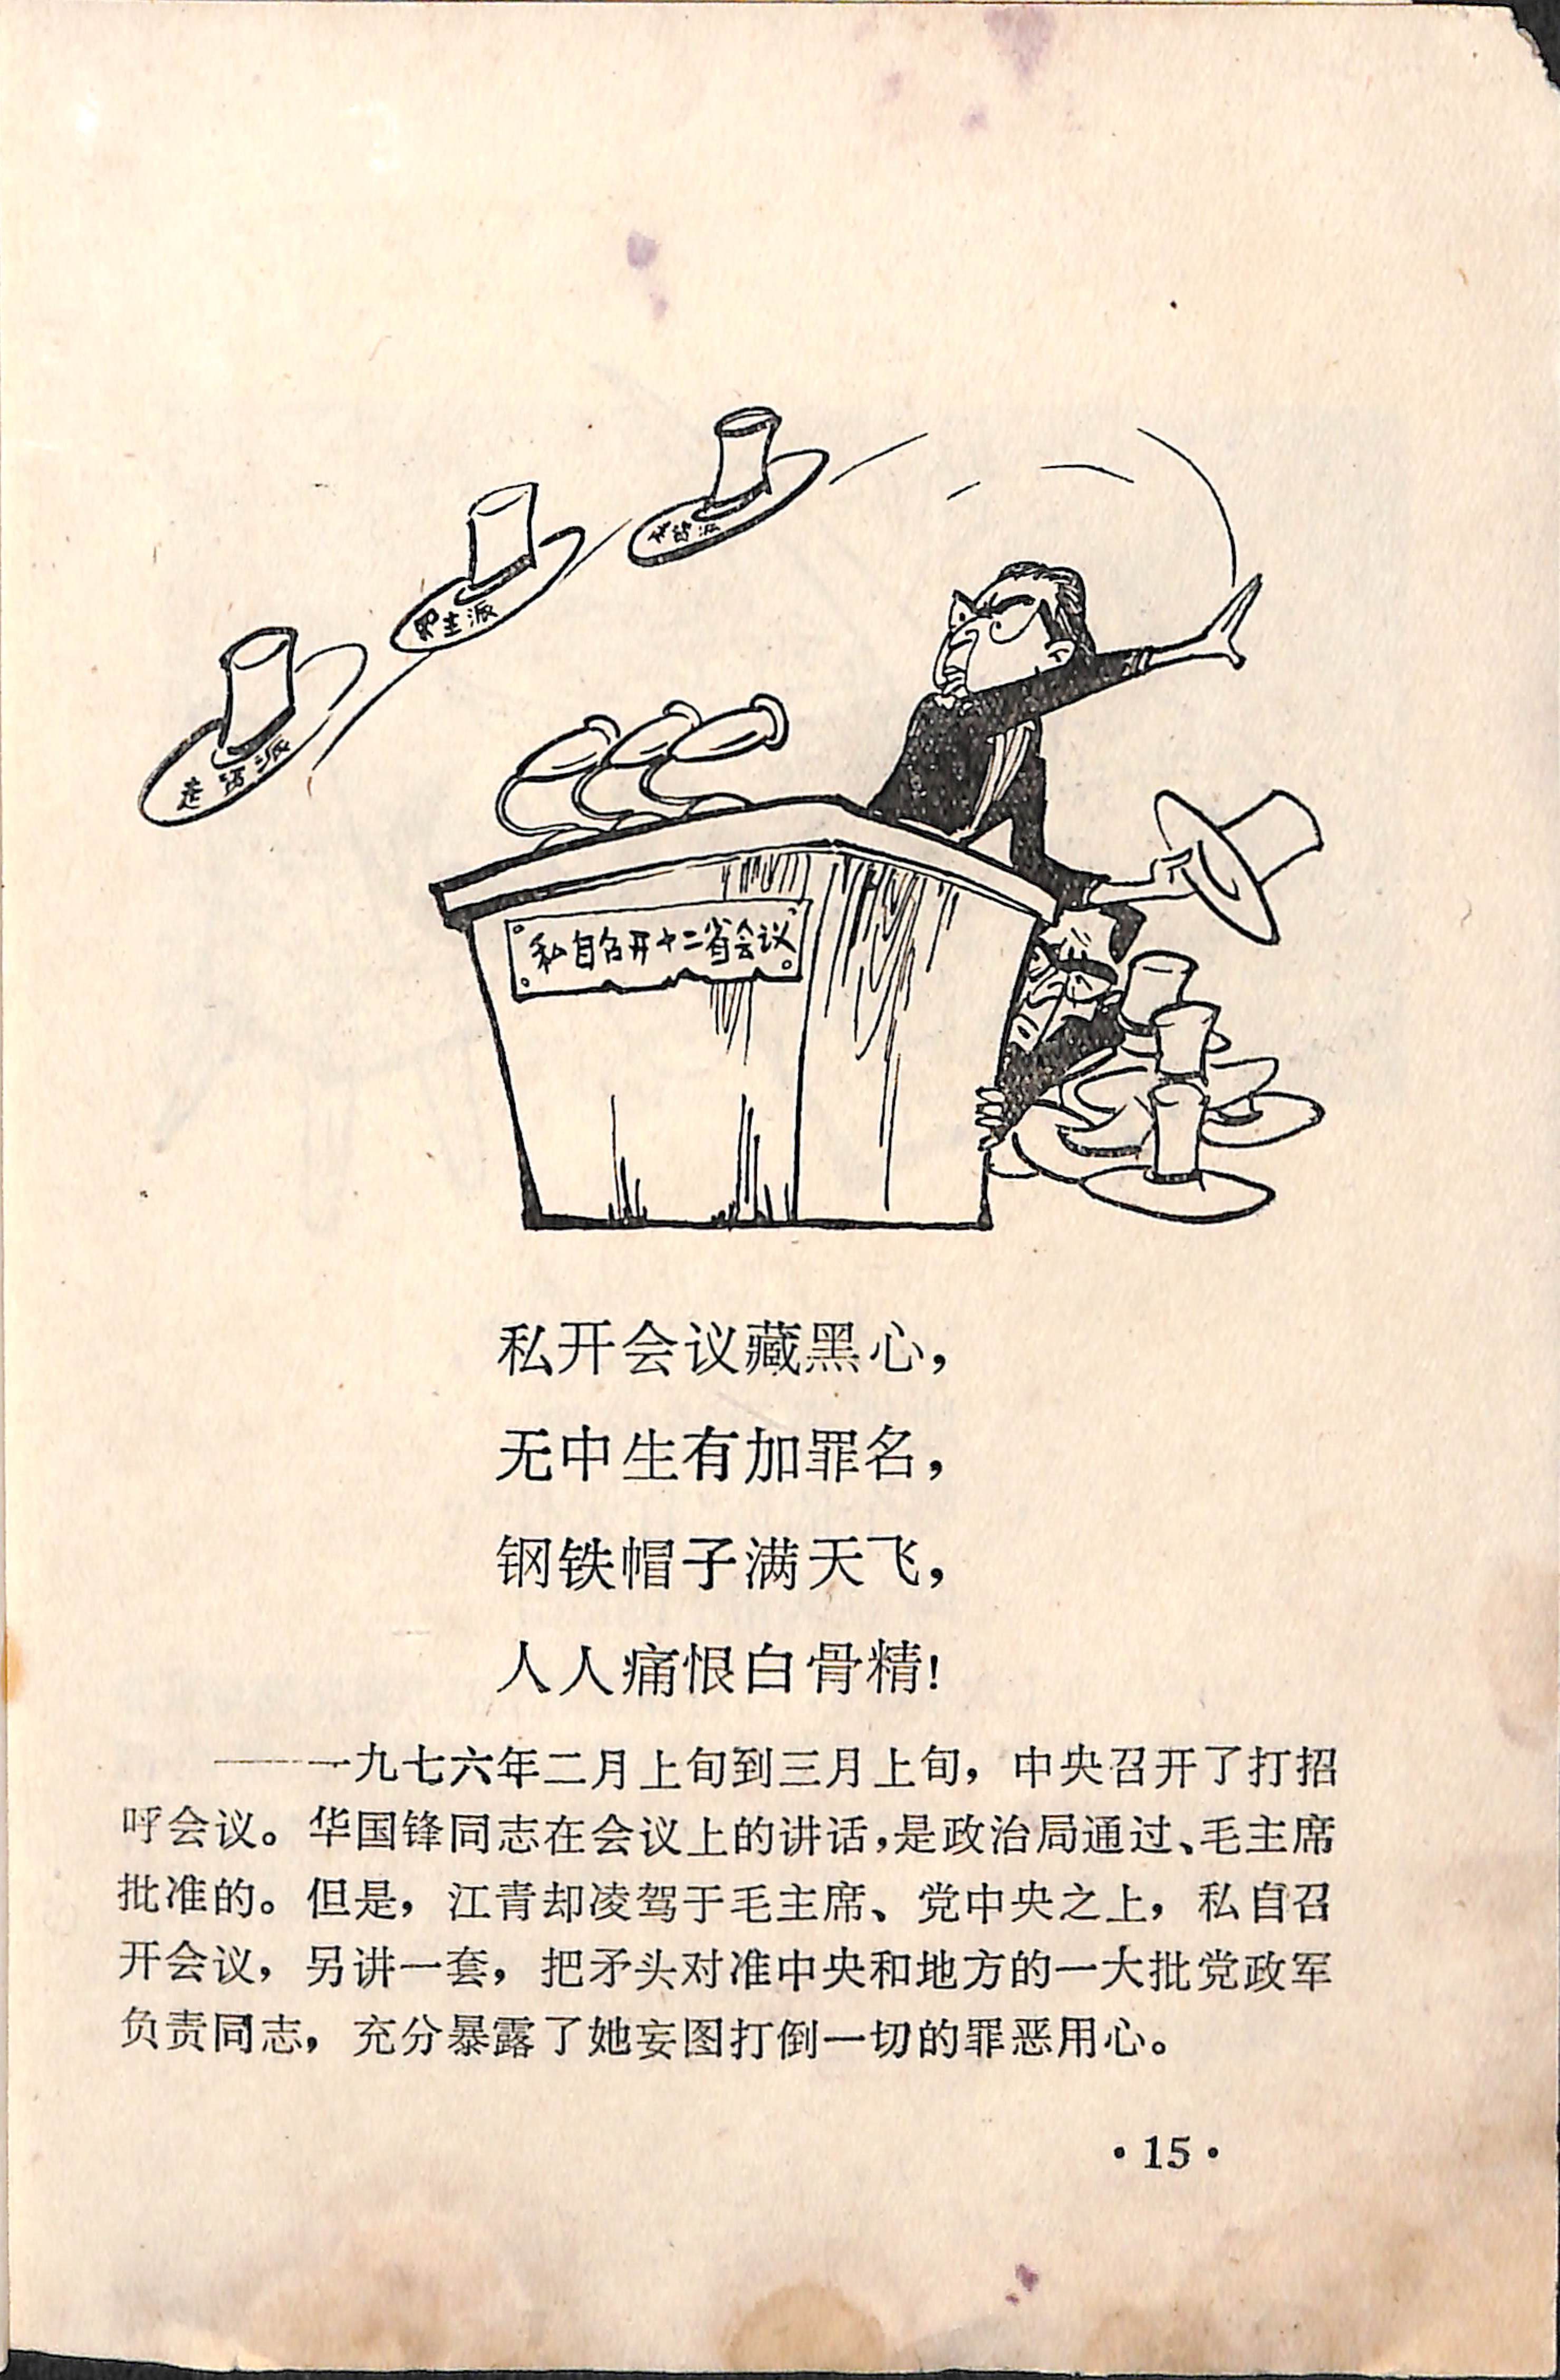 民主派
走资派
私自召开十二省会议
私开会议藏黑心，
无中生有加罪名，
钢铁帽子满天飞，
人人痛恨白骨精！
——一九七六年二月上旬到三月上旬，中央召开了打招
呼会议。华国锋同志在会议上的讲话，是政治局通过、毛主席
批准的。但是，江青却凌驾于毛主席、党中央之上，私自召
开会议，另讲一套，把矛头对准中央和地方的一大批党政军
负责同志，充分暴露了她妄图打倒一切的罪恶用心。
·15·